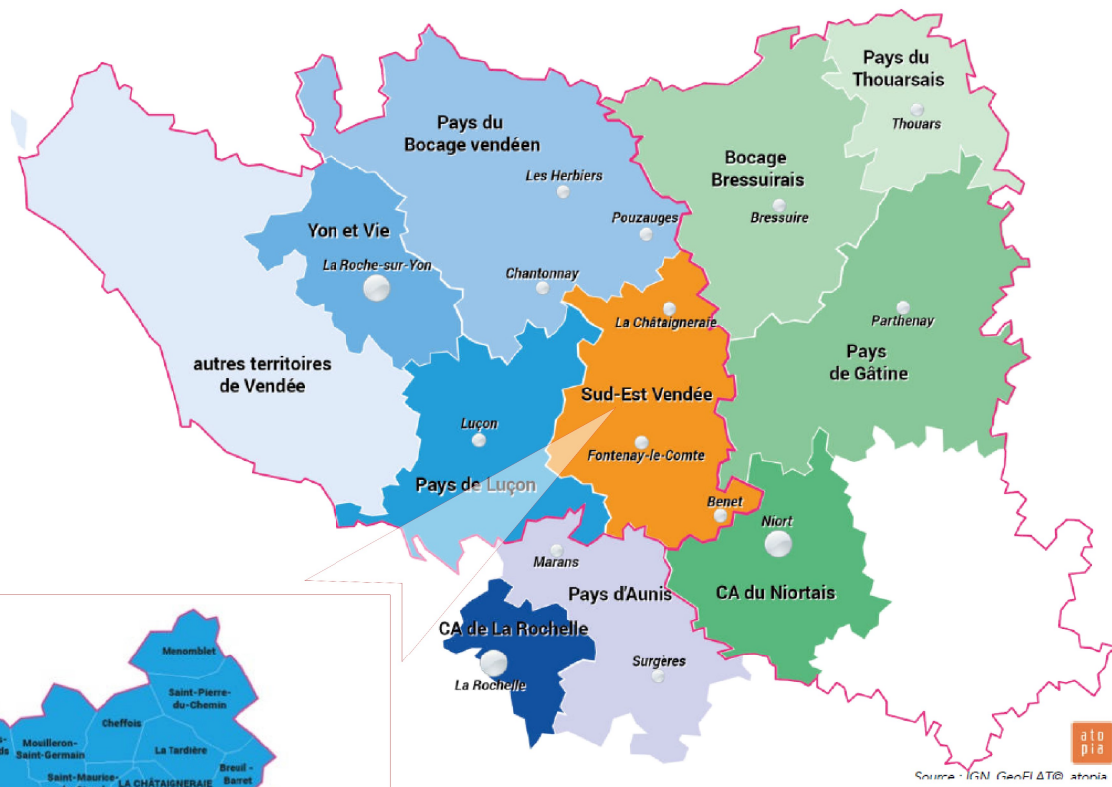 Pays du
Thouarsais
Thouars
Pays du
Bocage vendéen
Les Herbiers
Pouzauges
Chantonnay
Bocage
Bressuirais
Bressuire
Yon et Vie
La Roche-sur-Yon
La Châtaigneraie
Parthenay
Pays
de Gâtine
autres territoires
de Vendée
Sud-Est Vendée
Luçon
Fontenay-le-Comte
Pays de Luçon
Benet
Niort
Marans
Pays d'Aunis
CA du Niortais
CA de La Rochelle
La Rochelle
Surgères
Menomblet
Saint-Pierre-
du-Chemin
Cheffois
Mouilleron-
Saint-Germain
La Tardière
Breuil -
Barret
Saint-Maurice-
LA CHÂTAIGNERAIE
ato
pia
Source : IGN GeoFLAT© atopia